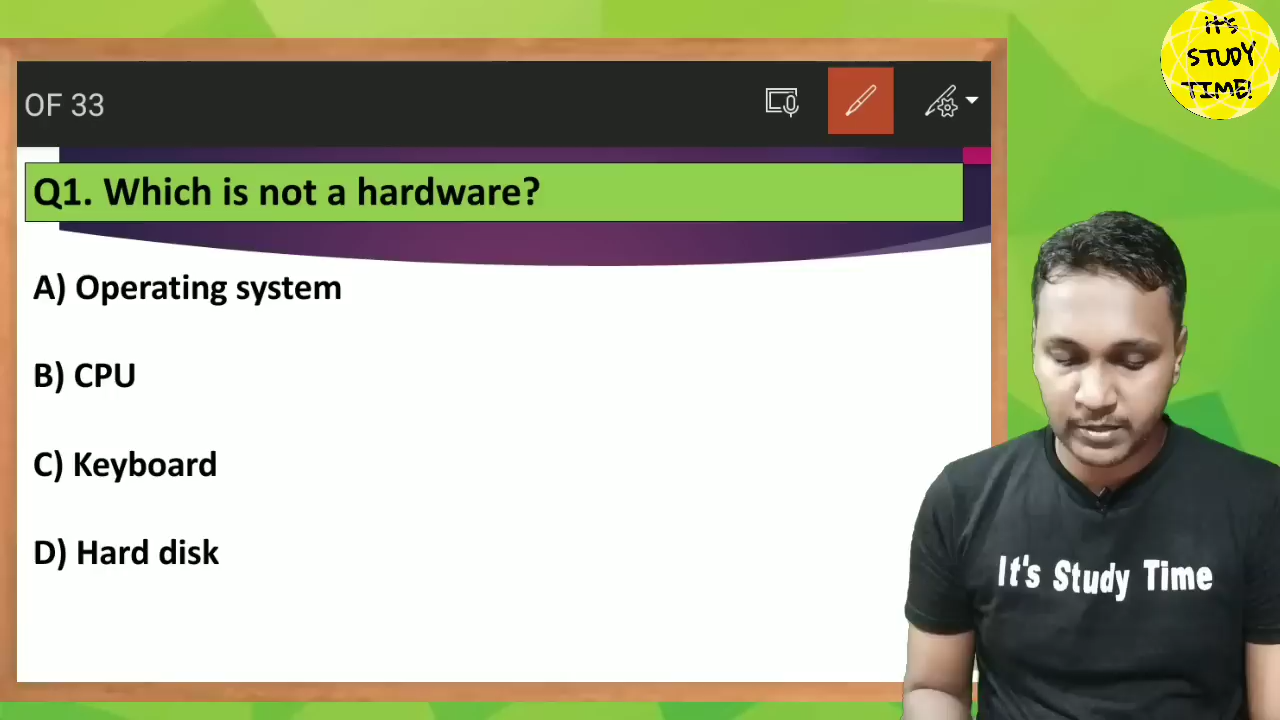 IT'S
STUDY
TIME!
OF 33
Q1. Which is not a hardware?
A) Operating system
B) CPU
C) Keyboard
D) Hard disk
It's Study Time